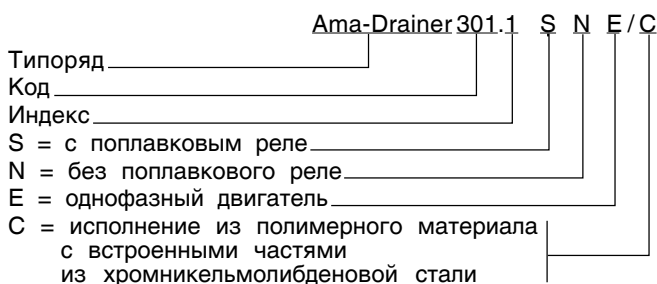 Ama-Drainer 301.1 S N E/C
Типоряд
Код
Индекс
S = с поплавковым реле
N = без поплавкового реле
E = однофазный двигатель
C = исполнение из полимерного материала
с встроенными частями
из хромникельмолибденовой стали